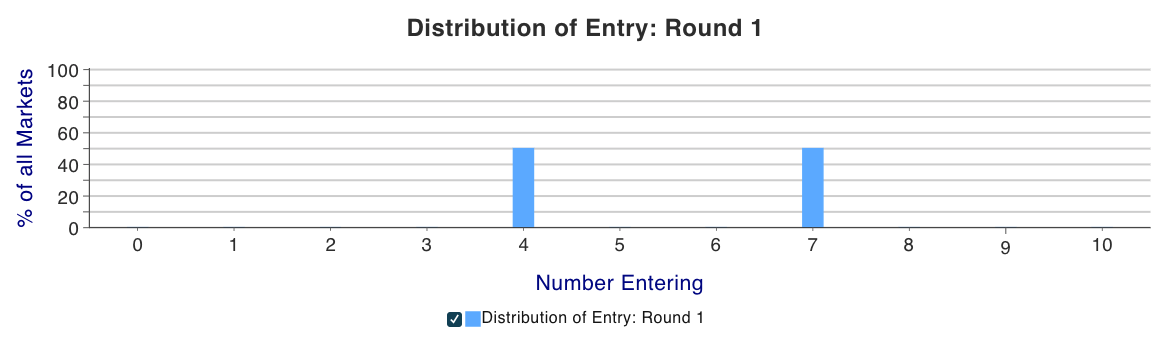 Distribution of Entry: Round 1
% of all Markets
100
80
60
40
20
0
0 1 2 3 4 5 6 7 8 9 10
Number Entering
Distribution of Entry: Round 1